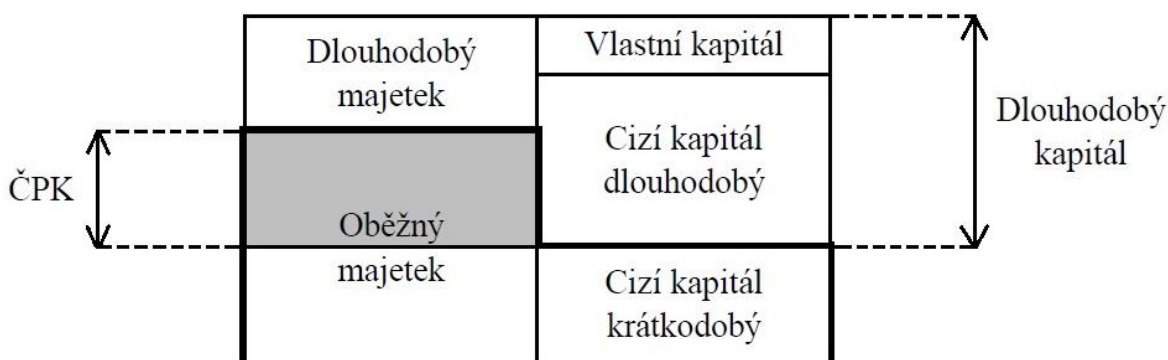 Dlouhodobý
majetek
Vlastní kapitál
Cizí kapitál
dlouhodobý
Dlouhodobý
kapitál
ČPK
Oběžný
majetek
Cizí kapitál
krátkodobý